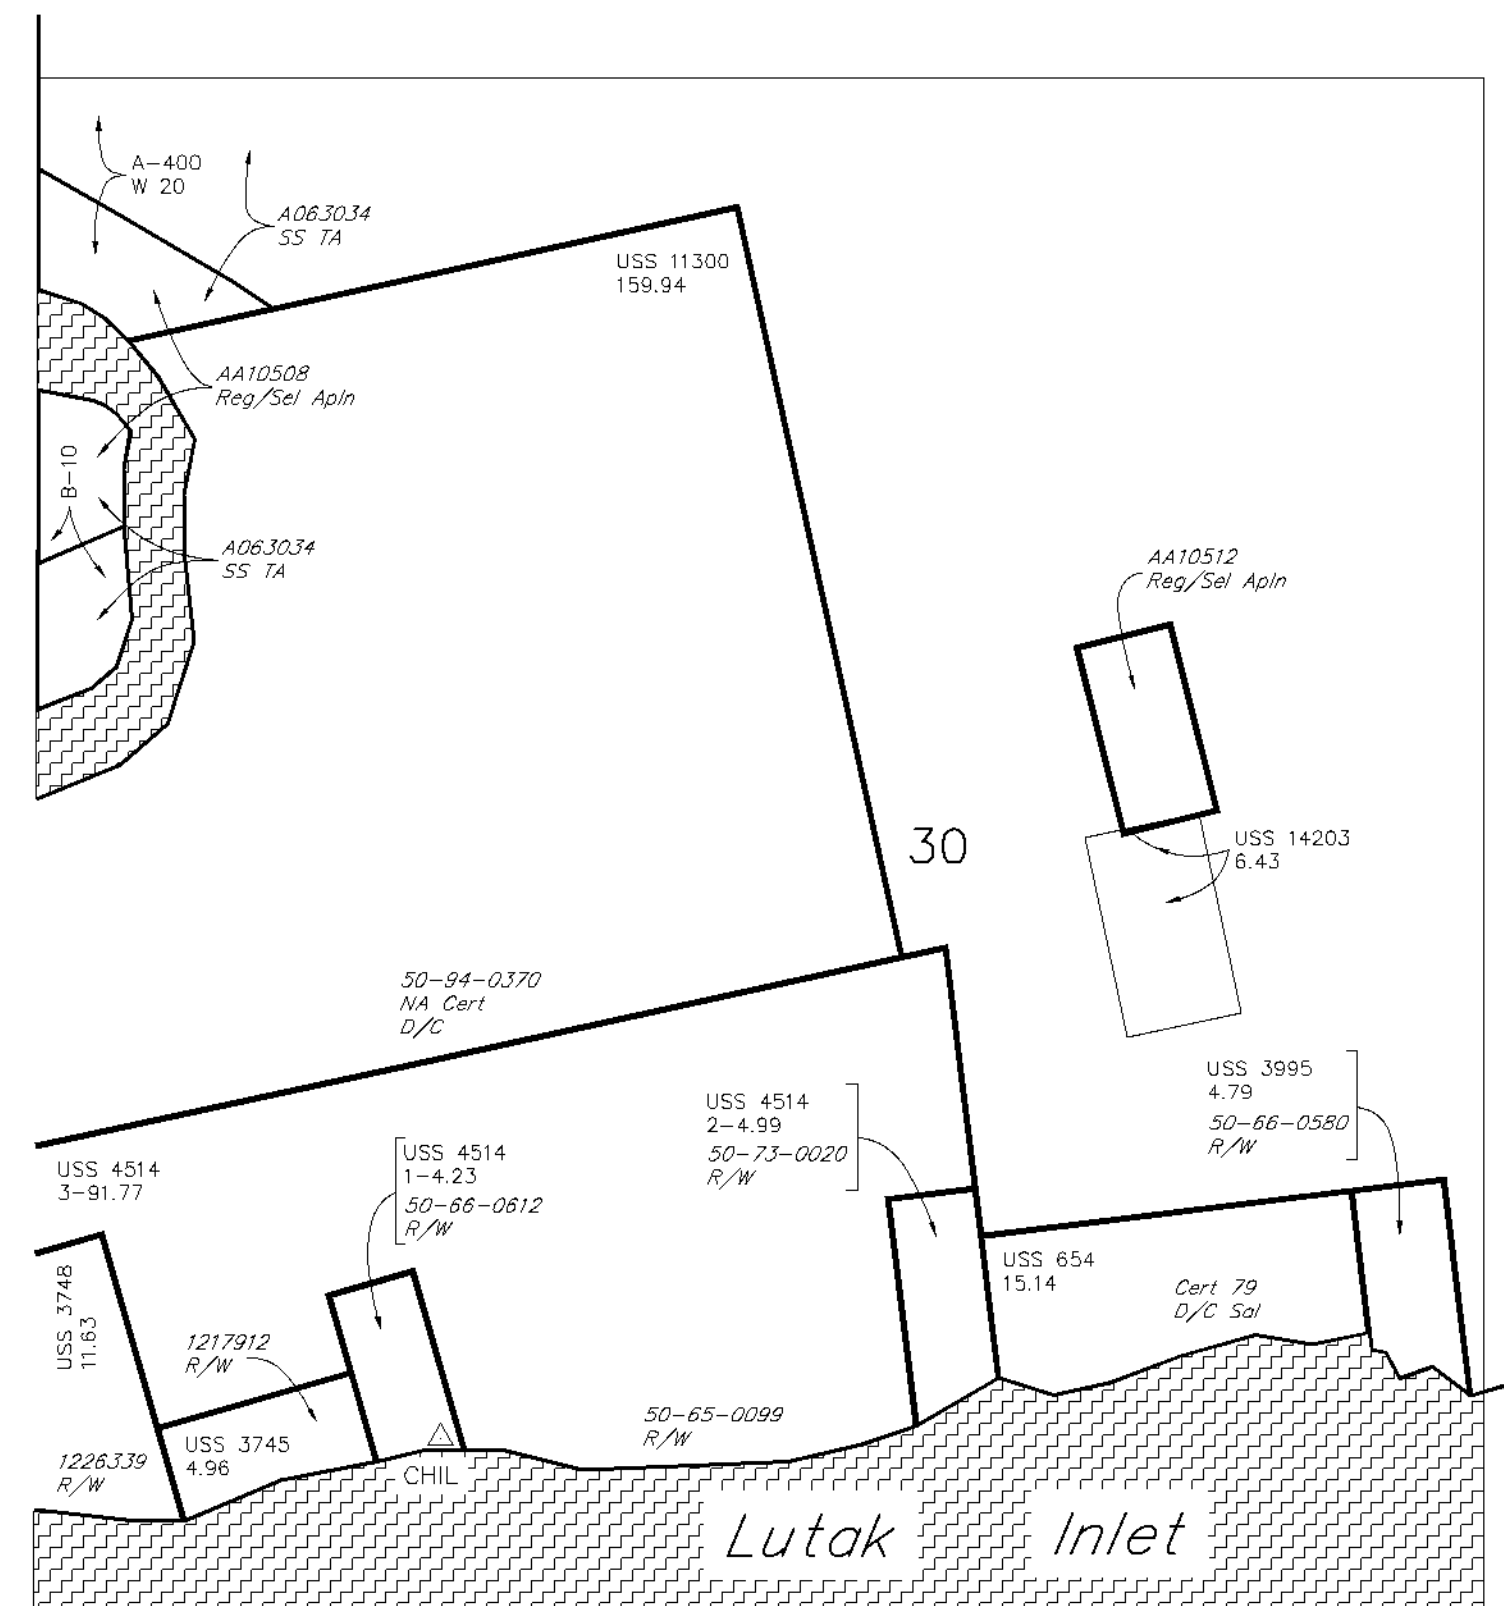 A-400
W 20
A063034
SS TA
USS 11300
159.94
AA10508
Reg/Sel Apln
B-10
A063034
SS TA
AA10512
Reg/Sel Apln
30
USS 14203
6.43
50-94-0370
NA Cert
D/C
USS 3995
4.79
50-66-0580
R/W
USS 4514
2-4.99
50-73-0020
R/W
USS 4514
1-4.23
50-66-0612
R/W
USS 4514
3-91.77
USS 654
15.14
Cert 79
D/C Sal
USS 3748
11.63
1217912
R/W
50-65-0099
R/W
USS 3745
4.96
1226339
R/W
CHIL
Lutak Inlet